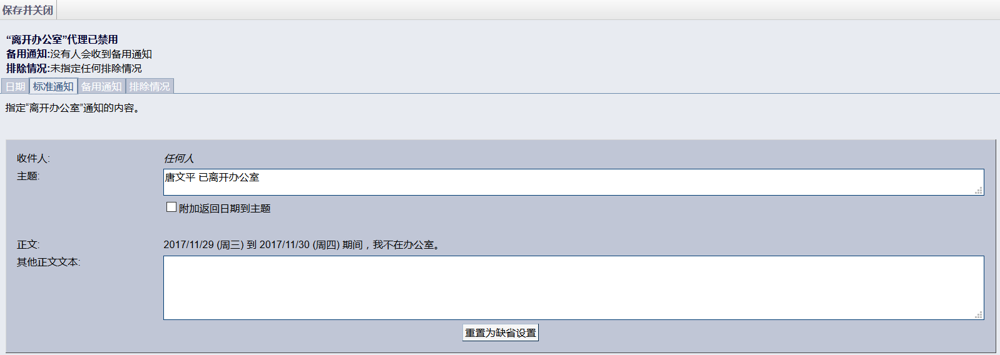 保存并关闭
“离开办公室”代理已禁用
备用通知:没有人会收到备用通知
排除情况:未指定任何排除情况
日期 标准通知 备用通知 排除情况
指定“离开办公室”通知的内容。
收件人: 任何人
主题: 唐文平 已离开办公室
附加返回日期到主题
正文: 2017/11/29 (周三) 到 2017/11/30 (周四) 期间，我不在办公室。
其他正文文本:
重置为缺省设置